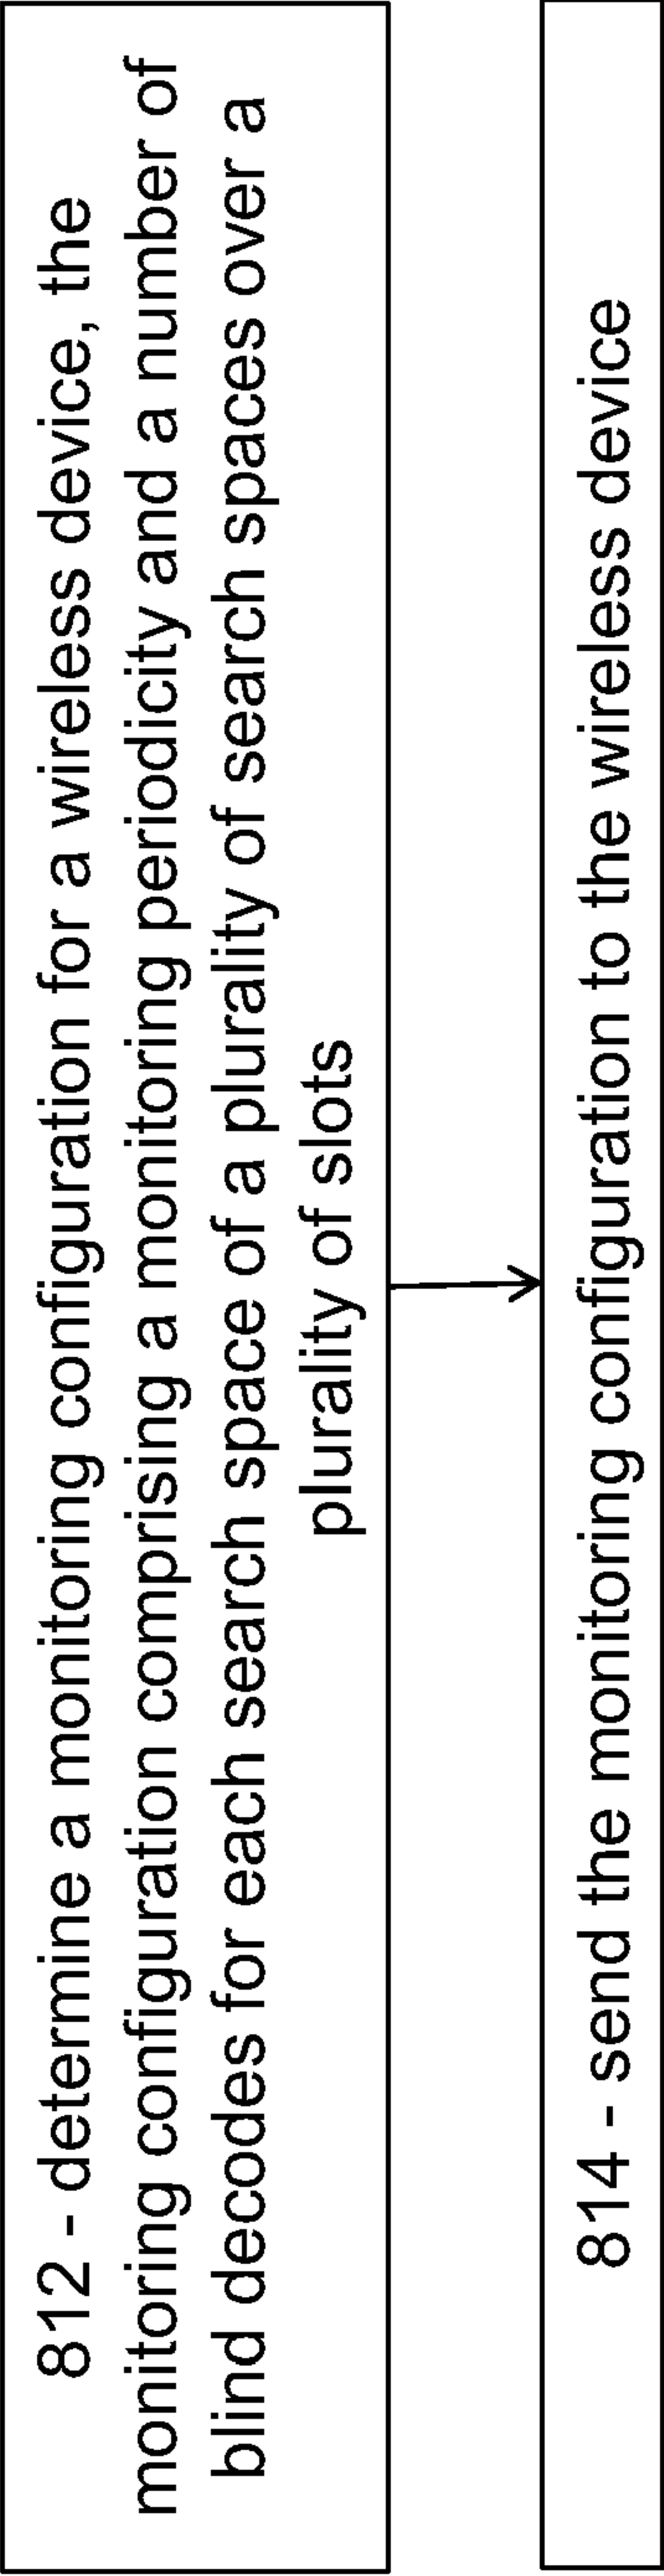 812 - determine a monitoring configuration for a wireless device, the
monitoring configuration comprising a monitoring periodicity and a number of
blind decodes for each search space of a plurality of search spaces over a
plurality of slots
814 - send the monitoring configuration to the wireless device